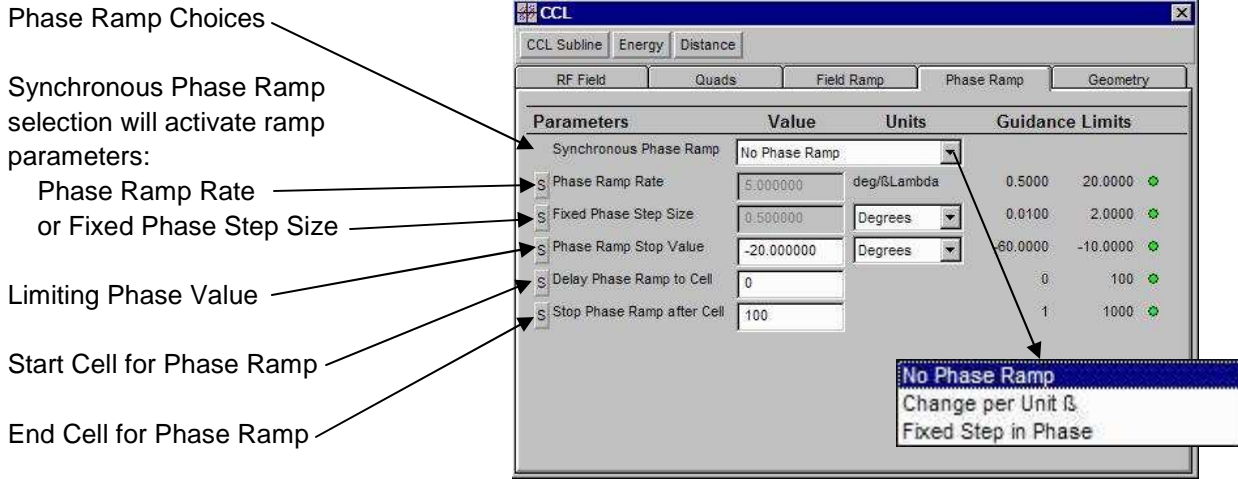 Phase Ramp Choices
Synchronous Phase Ramp
selection will activate ramp
parameters:
Phase Ramp Rate
or Fixed Phase Step Size
Limiting Phase Value
Start Cell for Phase Ramp
End Cell for Phase Ramp
CCL
CCL Subline Energy Distance
RF Field Quads Field Ramp Phase Ramp Geometry
Parameters Value Units Guidance Limits
Synchronous Phase Ramp No Phase Ramp
S Phase Ramp Rate 5.000000 deg/ßLambda 0.5000 20.0000
S Fixed Phase Step Size 0.500000 Degrees 0.0100 2.0000
S Phase Ramp Stop Value -20.000000 Degrees -60.0000 -10.0000
S Delay Phase Ramp to Cell 0 0 100
S Stop Phase Ramp after Cell 100 1 1000
No Phase Ramp
Change per Unit ß
Fixed Step in Phase